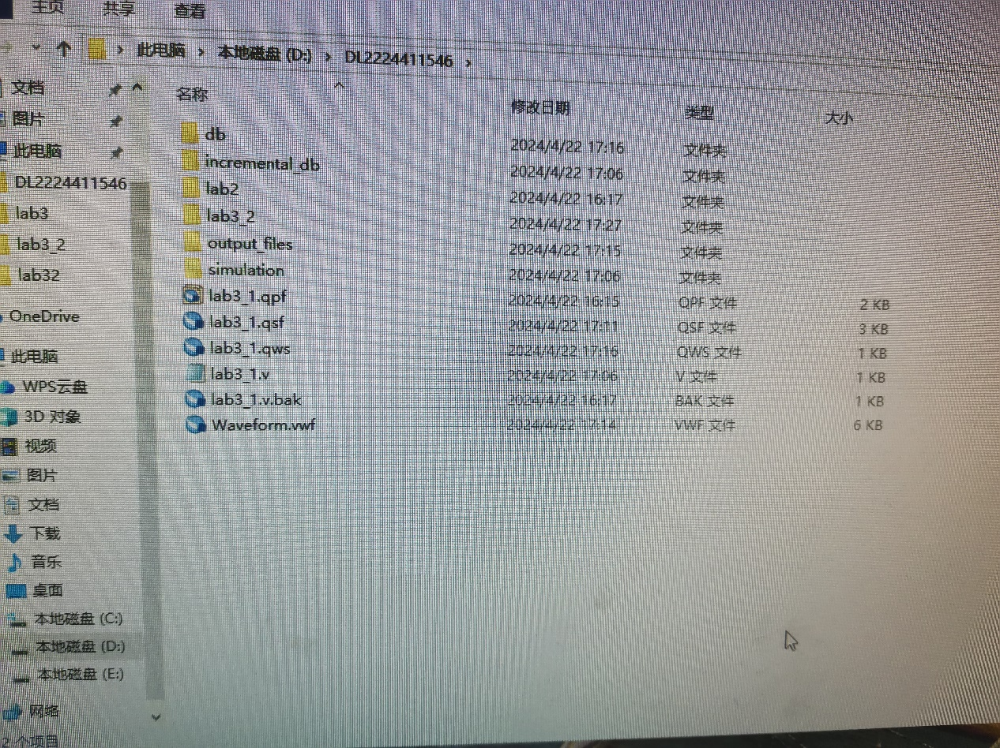 主页 共享 查看
此电脑 › 本地磁盘 (D:) › DL2224411546 ›
文档
图片
此电脑
DL2224411546
lab3
lab3_2
lab32
OneDrive
此电脑
WPS云盘
3D 对象
视频
图片
文档
下载
音乐
桌面
本地磁盘 (C:)
本地磁盘 (D:)
本地磁盘 (E:)
网络
2 个项目
名称 修改日期 类型 大小
db 2024/4/22 17:16 文件夹
incremental_db 2024/4/22 17:06 文件夹
lab2 2024/4/22 16:17 文件夹
lab3_2 2024/4/22 17:27 文件夹
output_files 2024/4/22 17:15 文件夹
simulation 2024/4/22 17:06 文件夹
lab3_1.qpf 2024/4/22 16:15 QPF 文件 2 KB
lab3_1.qsf 2024/4/22 17:11 QSF 文件 3 KB
lab3_1.qws 2024/4/22 17:16 QWS 文件 1 KB
lab3_1.v 2024/4/22 17:06 V 文件 1 KB
lab3_1.v.bak 2024/4/22 16:17 BAK 文件 1 KB
Waveform.vwf 2024/4/22 17:14 VWF 文件 6 KB